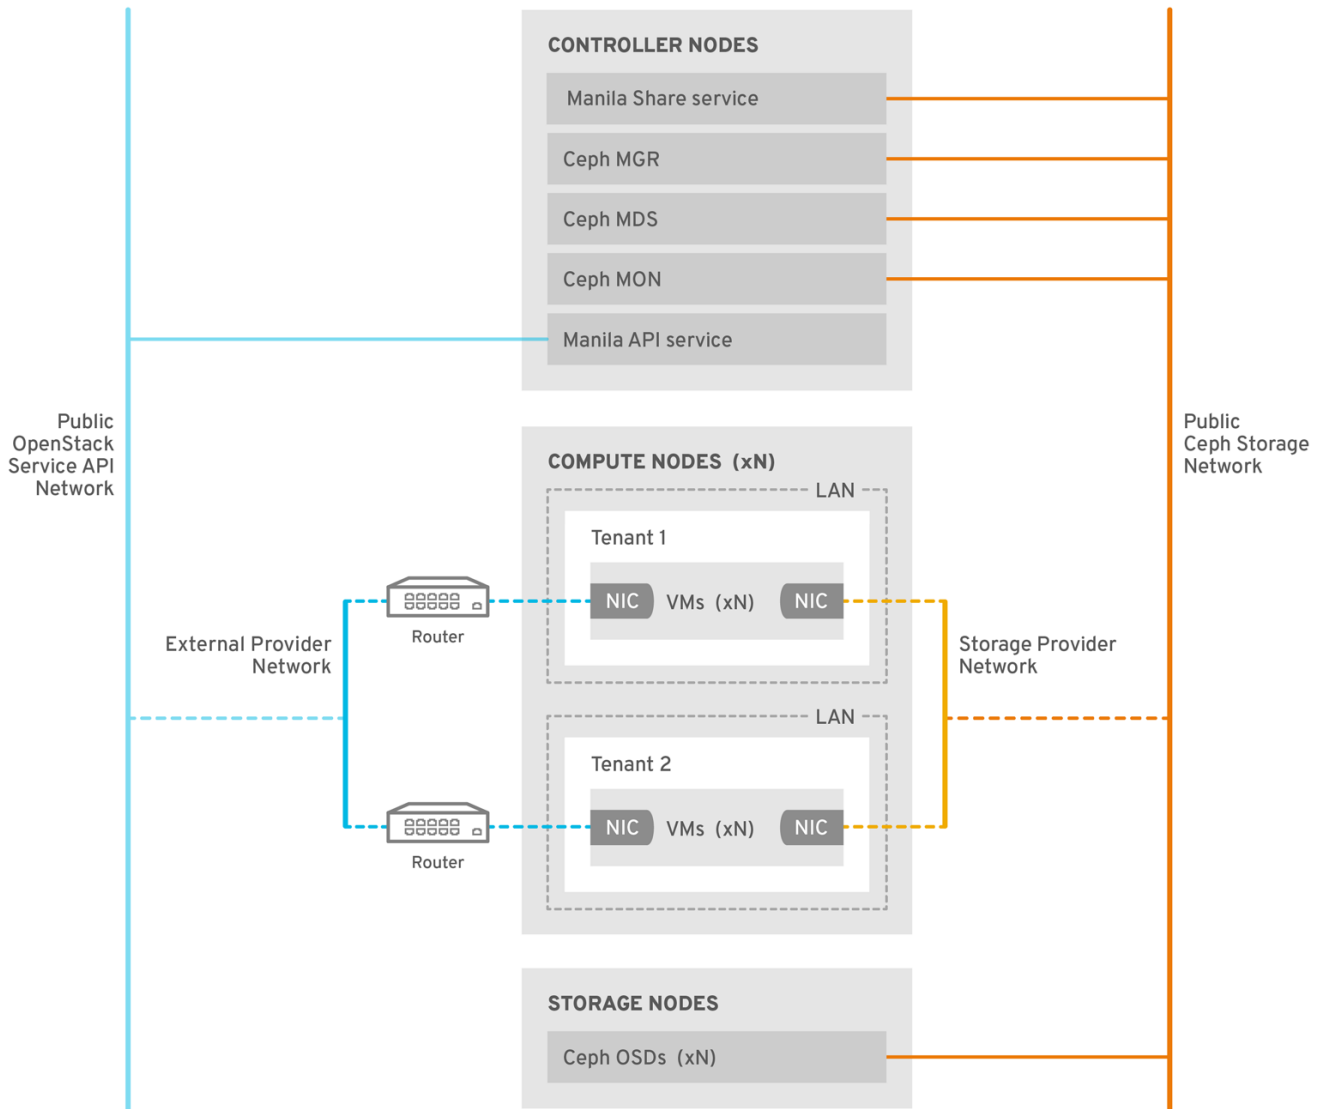 CONTROLLER NODES
Manila Share service
Ceph MGR
Ceph MDS
Ceph MON
Manila API service
Public
OpenStack
Service API
Network
Public
Ceph Storage
Network
COMPUTE NODES (xN)
LAN
Tenant 1
NIC VMs (xN) NIC
Router
External Provider
Network
Storage Provider
Network
LAN
Tenant 2
NIC VMs (xN) NIC
Router
STORAGE NODES
Ceph OSDs (xN)